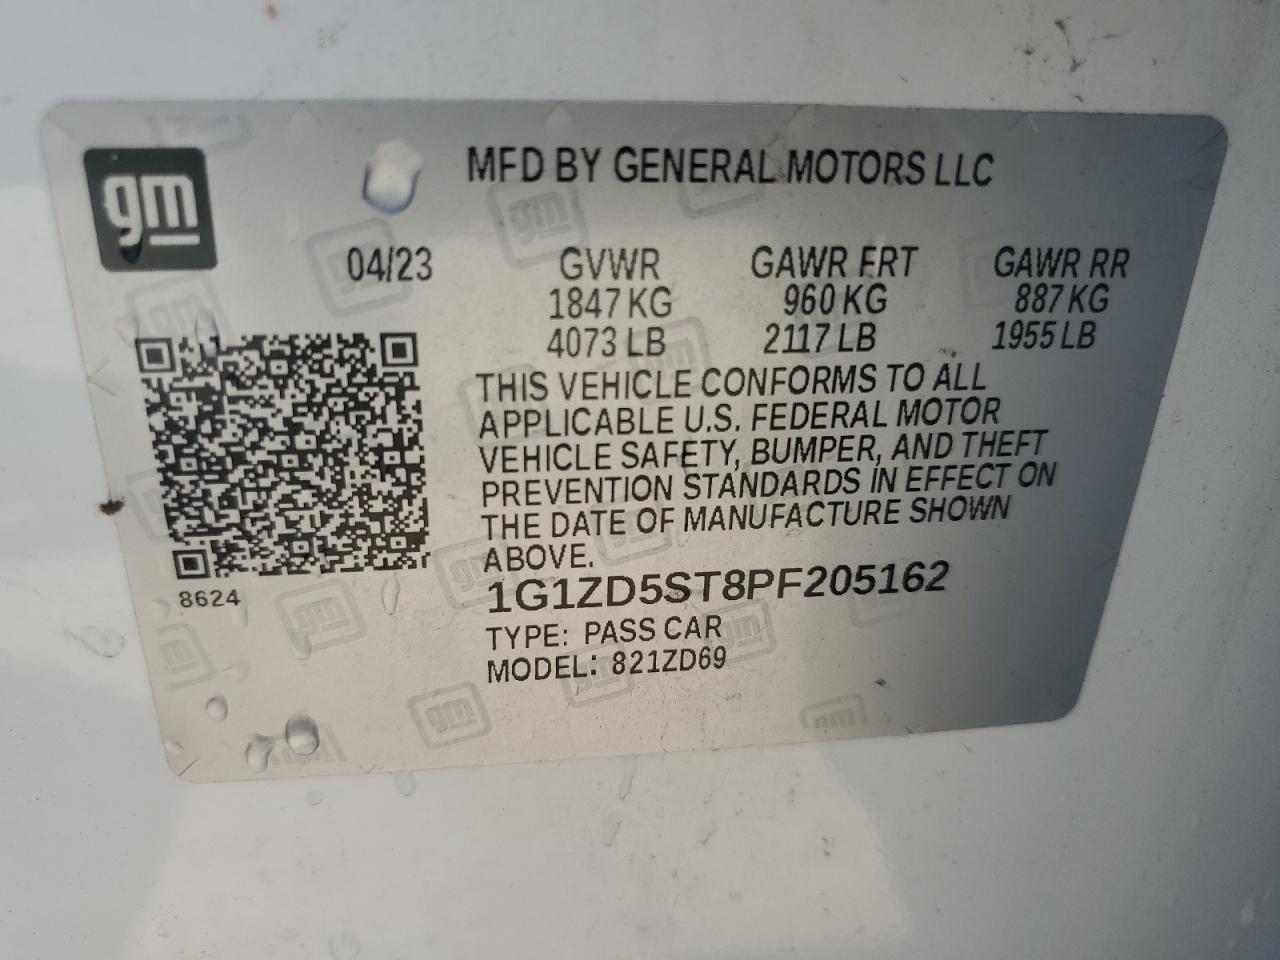 gm
MFD BY GENERAL MOTORS LLC
04/23 GVWR GAWR FRT GAWR RR
1847 KG 960 KG 887 KG
4073 LB 2117 LB 1955 LB
THIS VEHICLE CONFORMS TO ALL
APPLICABLE U.S. FEDERAL MOTOR
VEHICLE SAFETY, BUMPER, AND THEFT
PREVENTION STANDARDS IN EFFECT ON
THE DATE OF MANUFACTURE SHOWN
ABOVE.
8624
1G1ZD5ST8PF205162
TYPE: PASS CAR
MODEL: 821ZD69